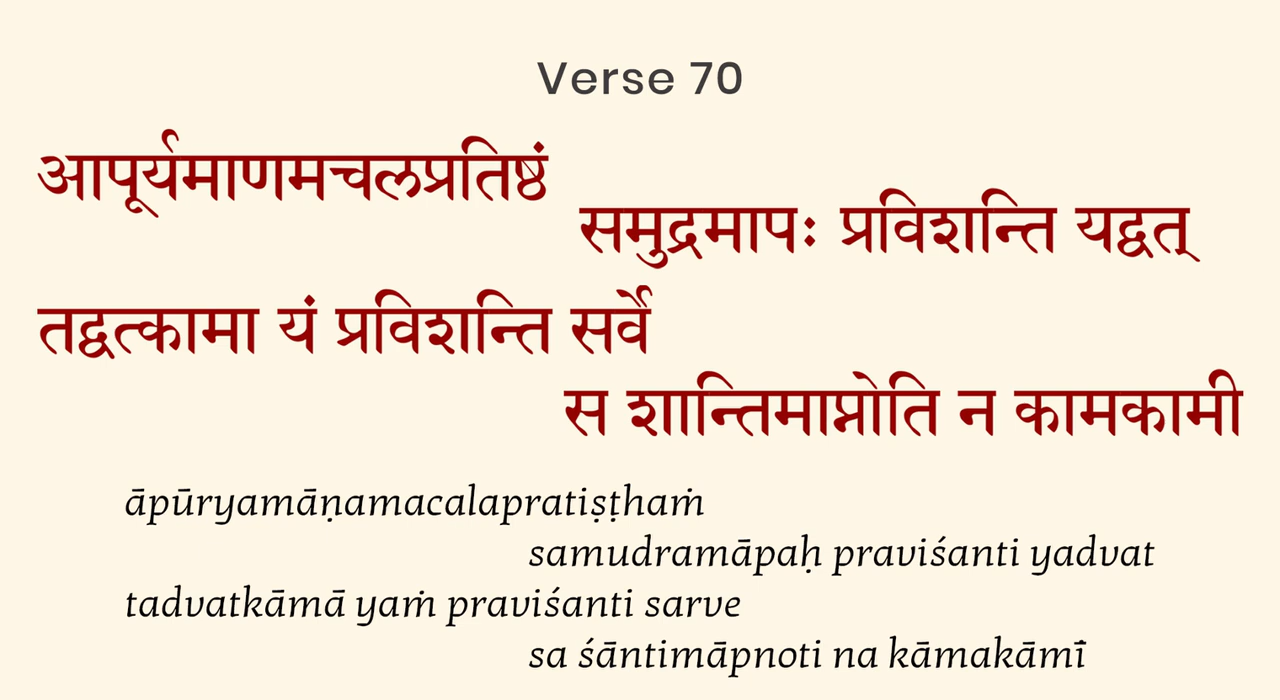 Verse 70
आपूर्यमाणमचलप्रतिष्ठं
समुद्रमापः प्रविशन्ति यद्वत्
तद्वत्कामा यं प्रविशन्ति सर्वे
स शान्तिमाप्नोति न कामकामी
āpūryamāṇamacalapratiṣṭhaṁ
samudramāpaḥ praviśanti yadvat
tadvatkāmā yaṁ praviśanti sarve
sa śāntimāpnoti na kāmakāmī